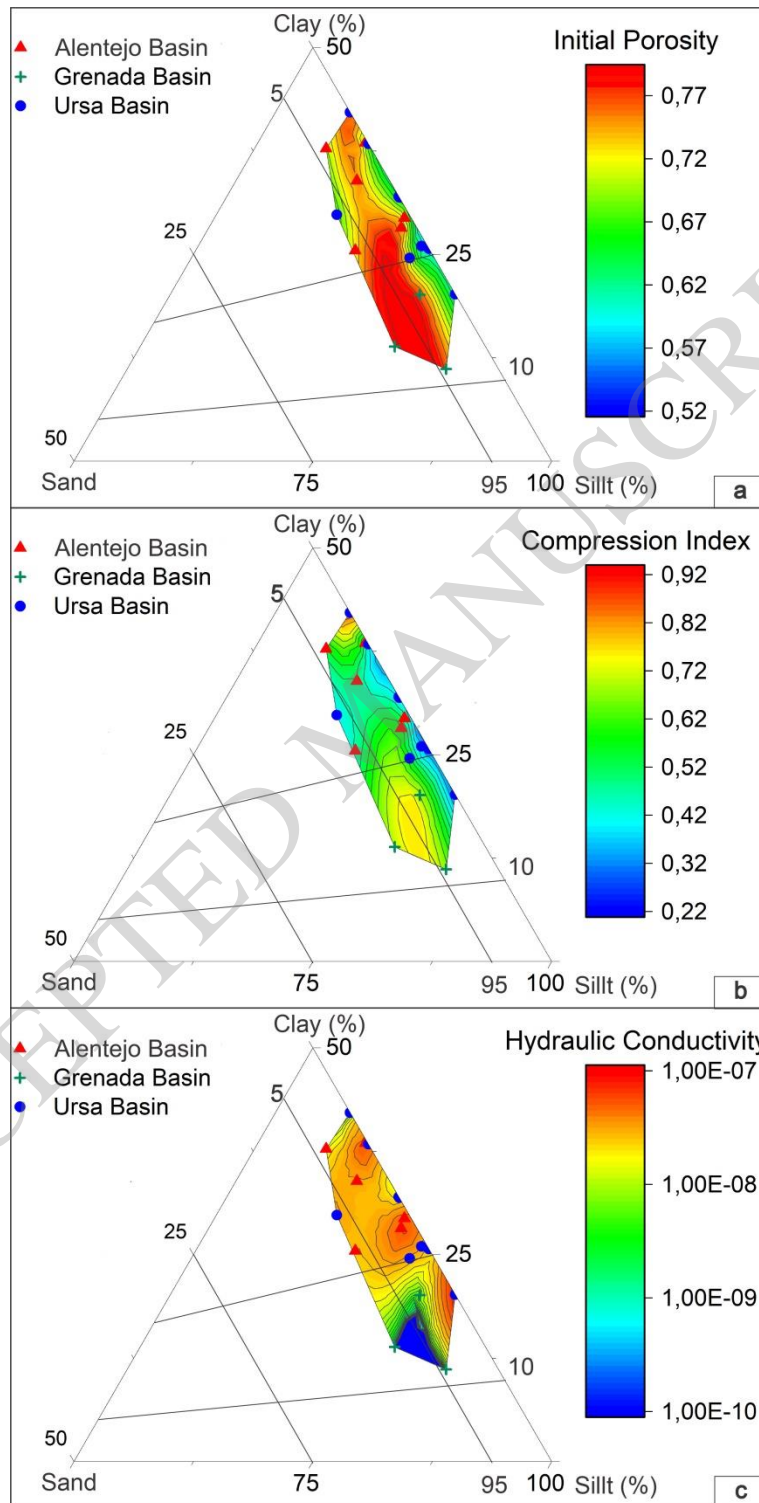 Clay (%)
Initial Porosity
Alentejo Basin
50
Grenada Basin
0,77
Ursa Basin
5
0,72
25
0,67
25
0,62
0,57
10
50
0,52
Sand
75
95
100
Sillt (%)
a
Clay (%)
Compression Index
Alentejo Basin
50
0,92
Grenada Basin
Ursa Basin
5
0,82
0,72
25
0,62
25
0,52
0,42
10
0,32
50
0,22
Sand
75
95
100
Sillt (%)
b
Clay (%)
Hydraulic Conductivity
Alentejo Basin
50
1,00E-07
Grenada Basin
Ursa Basin
5
1,00E-08
25
25
1,00E-09
10
50
1,00E-10
Sand
75
95
100
Sillt (%)
c
CEPTED MANUSCRI